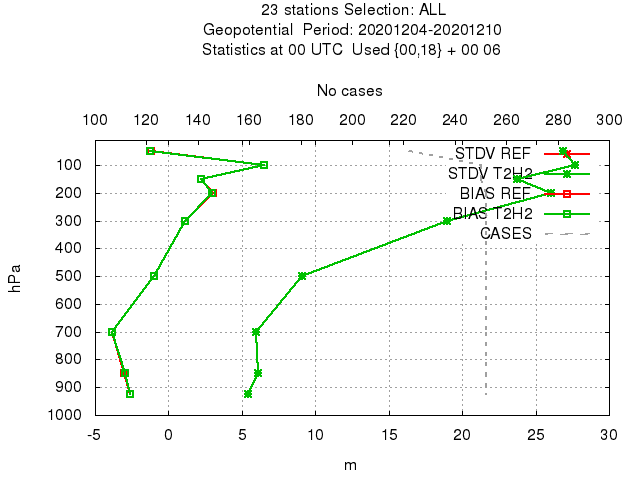 23 stations Selection: ALL
Geopotential  Period: 20201204-20201210
Statistics at 00 UTC  Used {00,18} + 00 06
No cases
100 120 140 160 180 200 220 240 260 280 300
STDV REF
STDV T2H2
BIAS REF
BIAS T2H2
CASES
100
200
300
400
500
600
700
800
900
1000
hPa
-5 0 5 10 15 20 25 30
m